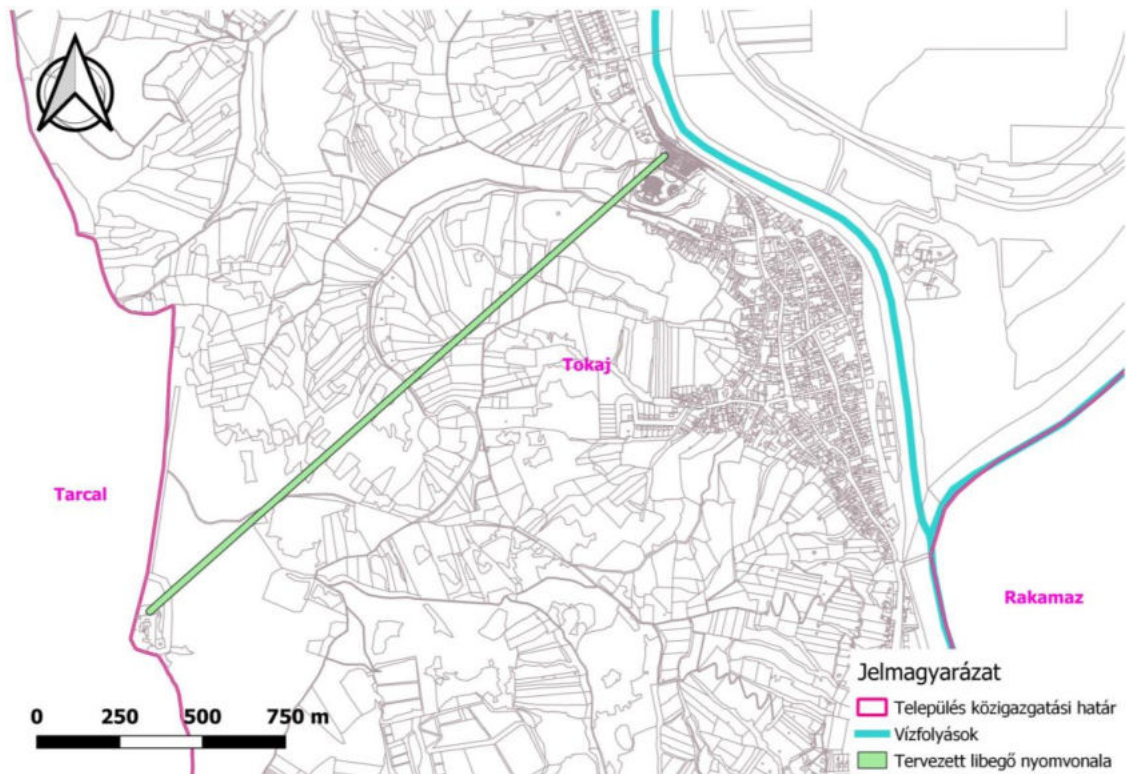 Tokaj
Tarcal
Rakamaz
0 250 500 750 m
Jelmagyarázat
Település közigazgatási határ
Vízfolyások
Tervezett libegő nyomvonala